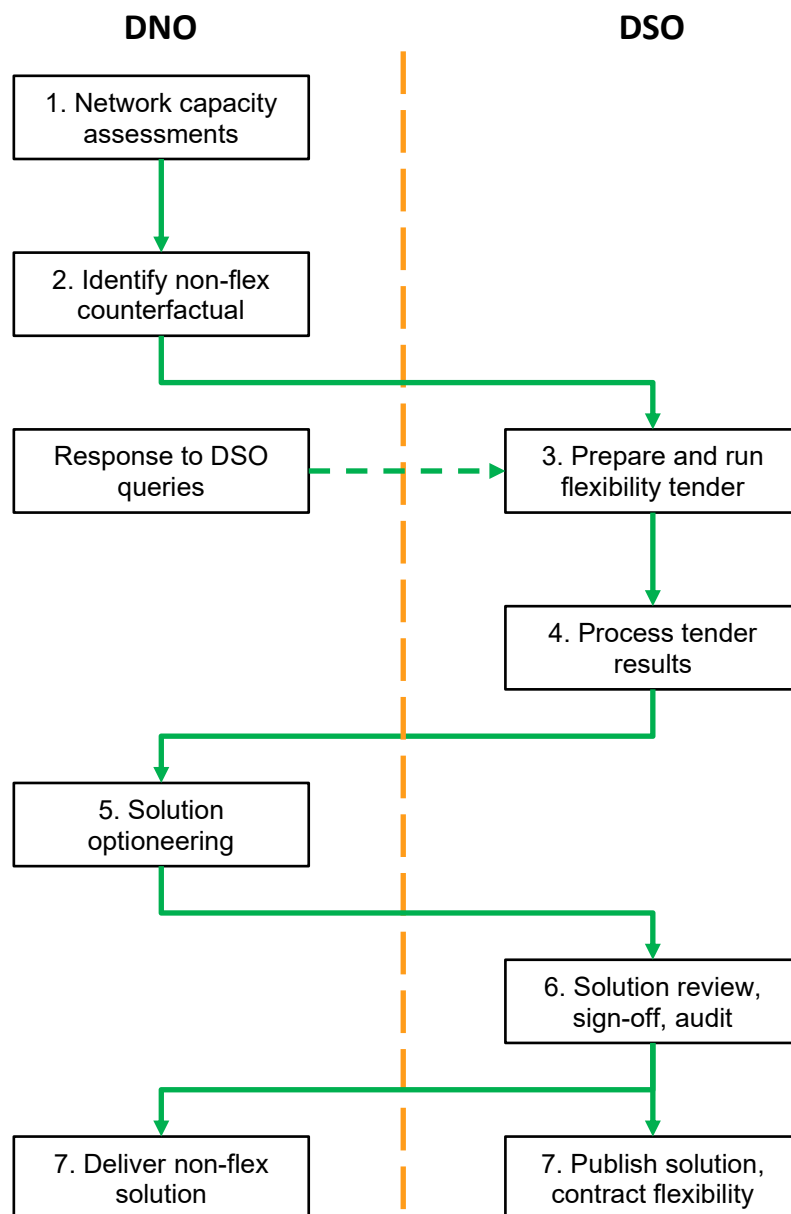 DNO
DSO
1. Network capacity
assessments
2. Identify non-flex
counterfactual
Response to DSO
queries
3. Prepare and run
flexibility tender
4. Process tender
results
5. Solution
optioneering
6. Solution review,
sign-off, audit
7. Deliver non-flex
solution
7. Publish solution,
contract flexibility